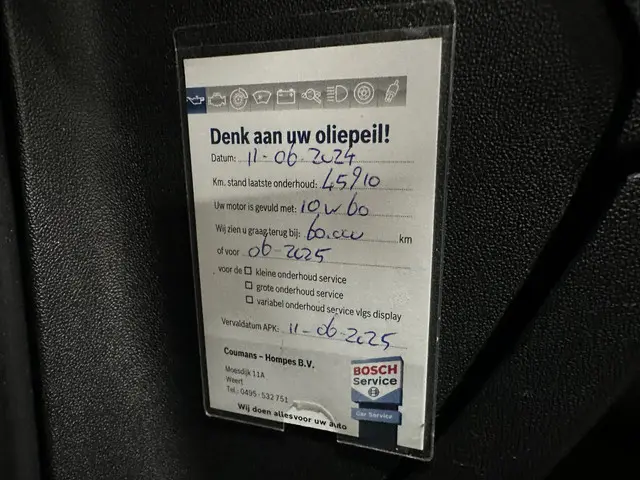 Denk aan uw oliepeil!
Datum: 11-06-2024
Km. stand laatste onderhoud: 45910
Uw motor is gevuld met: 10w60
Wij zien u graag terug bij: 60.000 km
of voor 06-2025
voor de ☐ kleine onderhoud service
☐ grote onderhoud service
☐ variabel onderhoud service vlgs display
Vervaldatum APK: 11-06-2025
Coumans – Hompes B.V.
Moesdijk 11A
Weert
Tel.: 0495 - 532 751
BOSCH
Service
Car Service
Wij doen alles voor uw auto